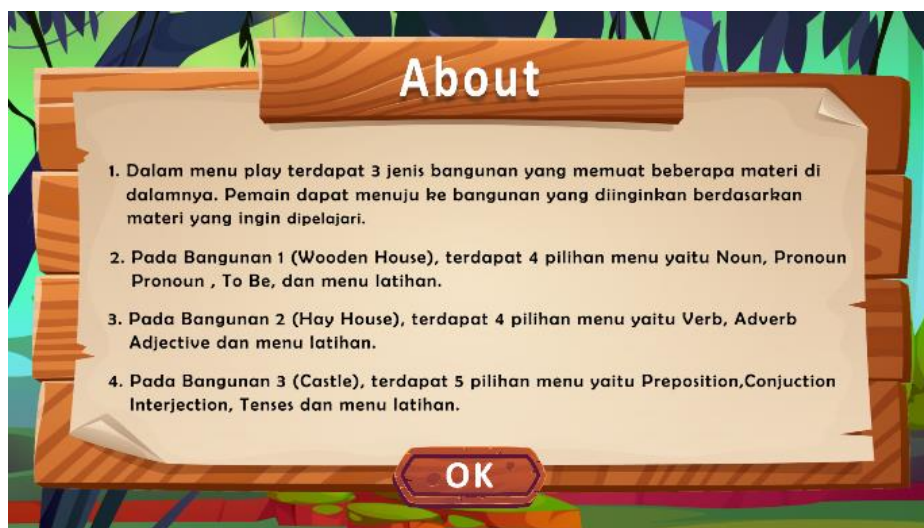 About
1. Dalam menu play terdapat 3 jenis bangunan yang memuat beberapa materi di
dalamnya. Pemain dapat menuju ke bangunan yang diinginkan berdasarkan
materi yang ingin dipelajari.
2. Pada Bangunan 1 (Wooden House), terdapat 4 pilihan menu yaitu Noun, Pronoun
Pronoun , To Be, dan menu latihan.
3. Pada Bangunan 2 (Hay House), terdapat 4 pilihan menu yaitu Verb, Adverb
Adjective dan menu latihan.
4. Pada Bangunan 3 (Castle), terdapat 5 pilihan menu yaitu Preposition,Conjuction
Interjection, Tenses dan menu latihan.
OK